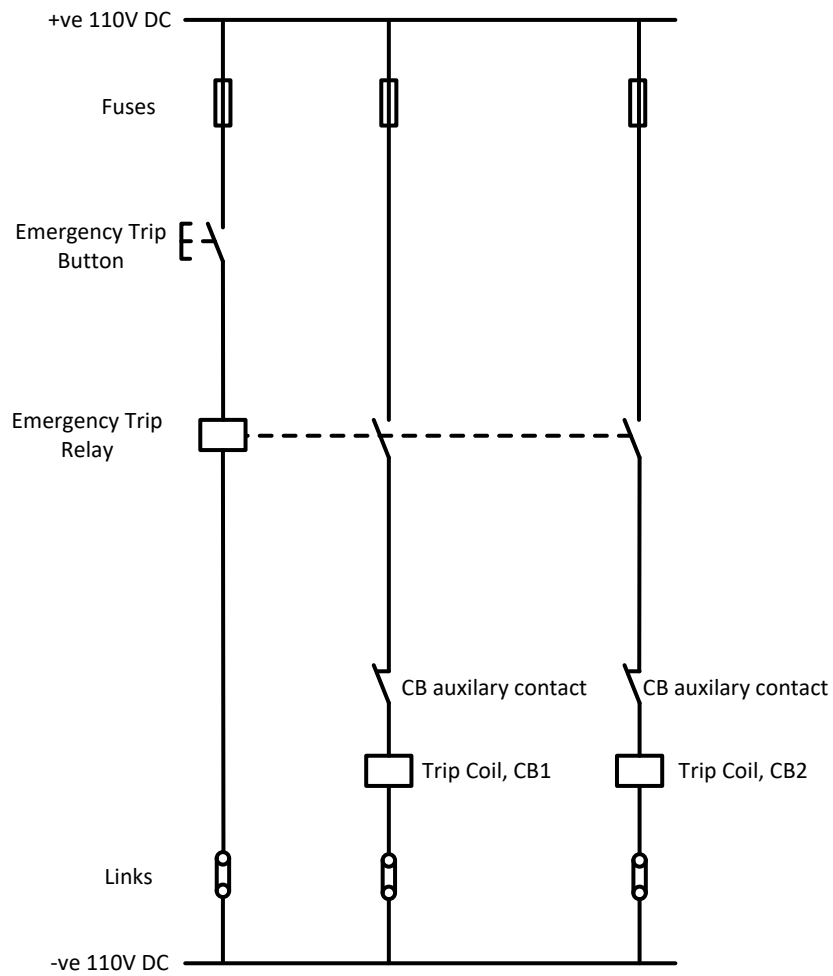 +ve 110V DC
Fuses
Emergency Trip
Button
Emergency Trip
Relay
CB auxilary contact
CB auxilary contact
Trip Coil, CB1
Trip Coil, CB2
Links
-ve 110V DC